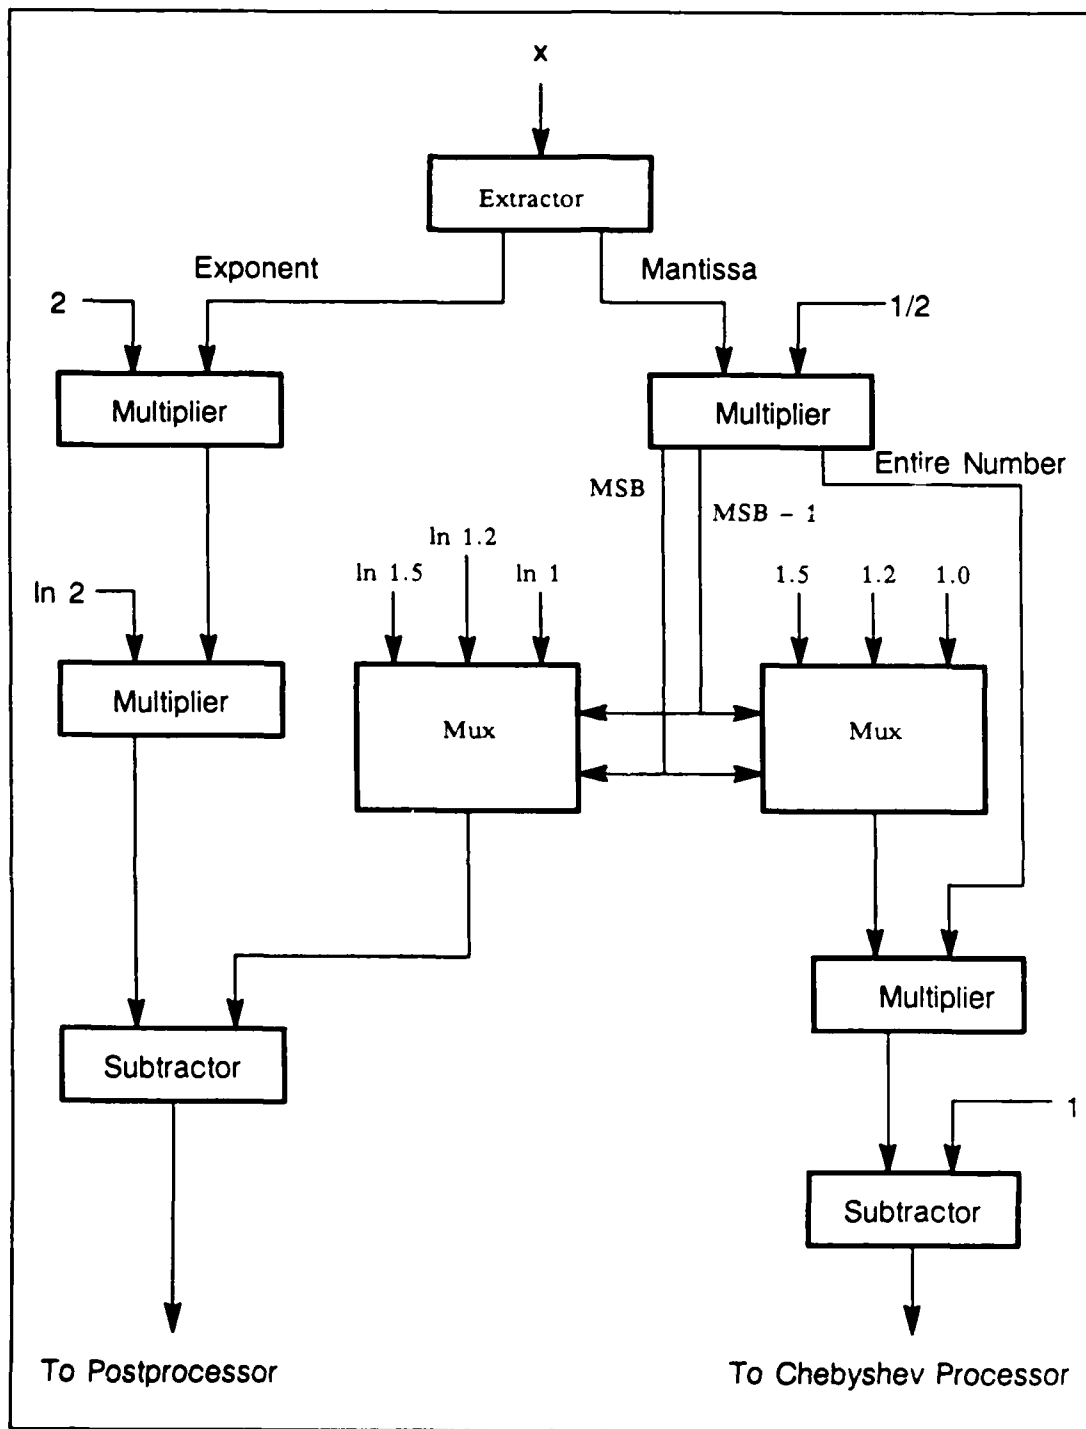 x
Extractor
Exponent
Mantissa
2
1/2
Multiplier
Multiplier
Entire Number
MSB
MSB - 1
ln 1.2
ln 1.5
ln 1
1.5
1.2
1.0
ln 2
Multiplier
Mux
Mux
Multiplier
Subtractor
1
Subtractor
To Postprocessor
To Chebyshev Processor